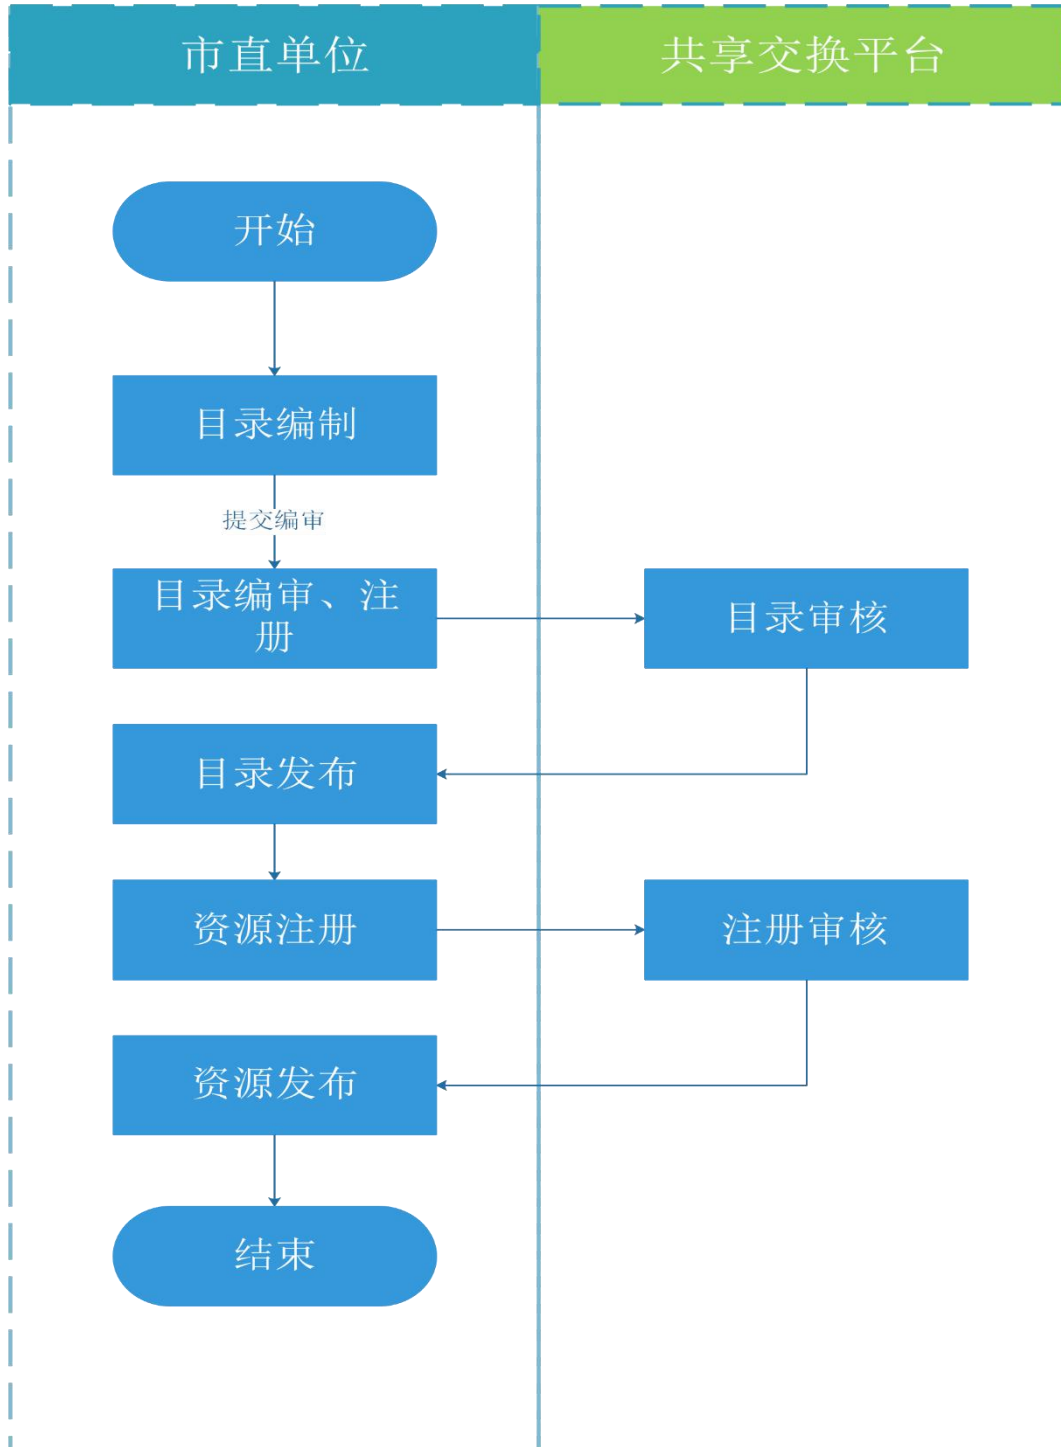 市直单位
共享交换平台
开始
目录编制
提交编审
目录编审、注
册
目录审核
目录发布
资源注册
注册审核
资源发布
结束